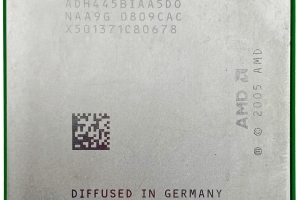 ADH445BIAA5DO
NAA9G 0809CAC
X501371C80678
AMD
© 2005 AMD
DIFFUSED IN GERMANY